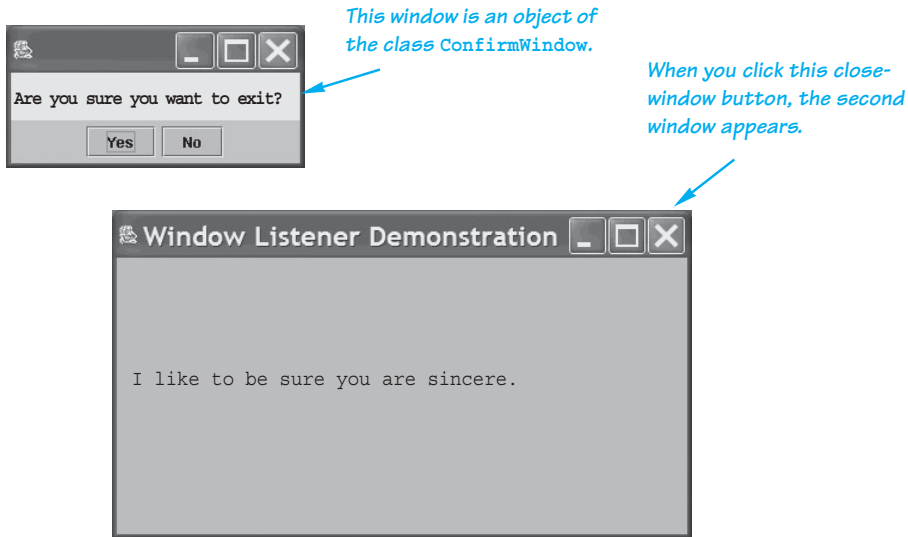 This window is an object of
the class ConfirmWindow.
Are you sure you want to exit?
Yes No
When you click this close-
window button, the second
window appears.
Window Listener Demonstration
I like to be sure you are sincere.